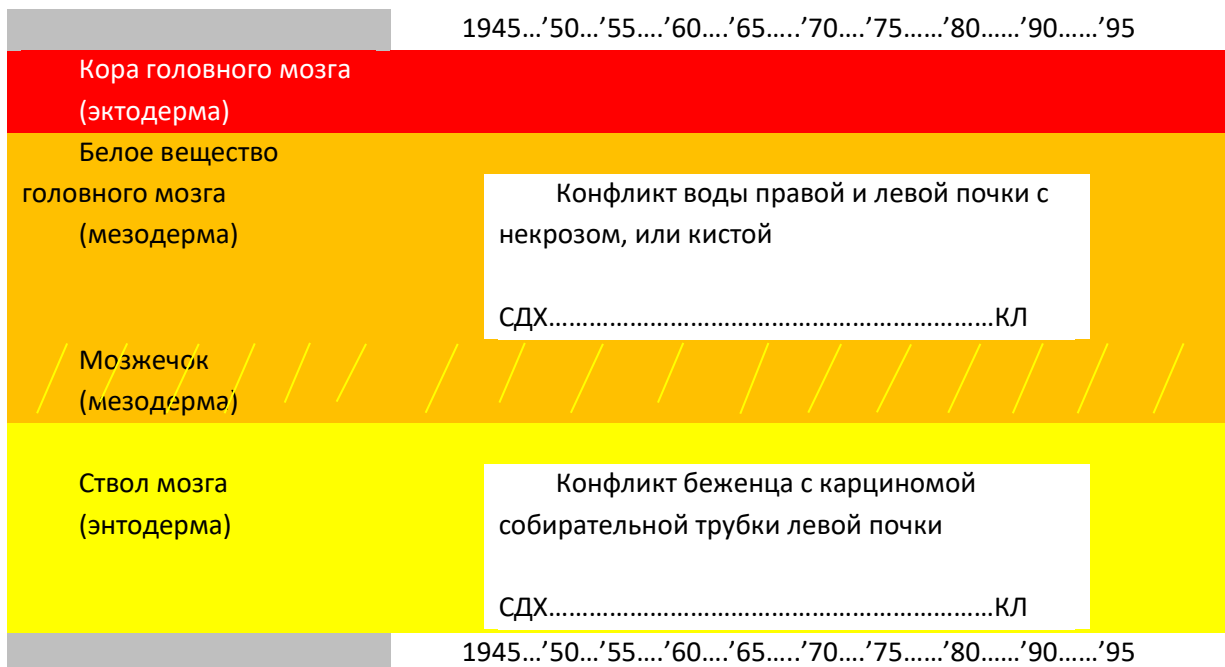 1945…’50…’55….’60….’65…..’70….’75……’80……’90……’95
Кора головного мозга
(эктодерма)
Белое вещество
головного мозга
(мезодерма)
Конфликт воды правой и левой почки с
некрозом, или кистой
СДХ…………………………………………………………КЛ
Мозжечок
(мезодерма)
Ствол мозга
(энтодерма)
Конфликт беженца с карциномой
собирательной трубки левой почки
СДХ…………………………………………………………КЛ
1945…’50…’55….’60….’65…..’70….’75……’80……’90……’95